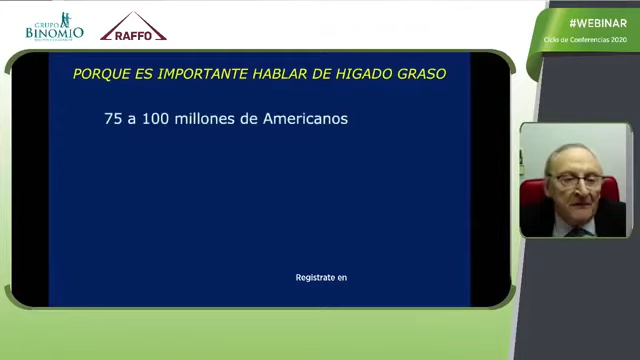 GRUPO
BINOMIO
RAFFO
#WEBINAR
Ciclo de Conferencias 2020
PORQUE ES IMPORTANTE HABLAR DE HIGADO GRASO
75 a 100 millones de Americanos
Registrate en